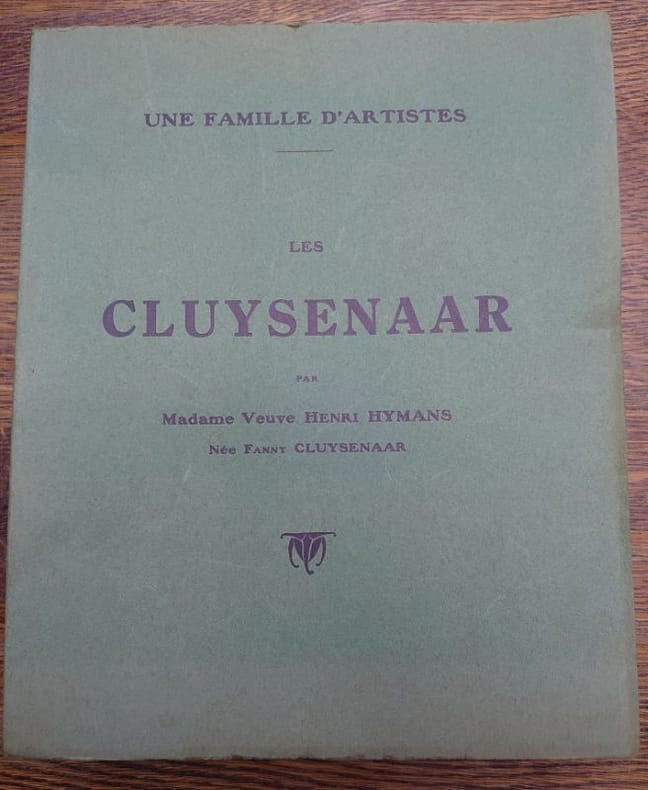 UNE FAMILLE D'ARTISTES
LES
CLUYSENAAR
PAR
Madame Veuve HENRI HYMANS
Née FANNY CLUYSENAAR